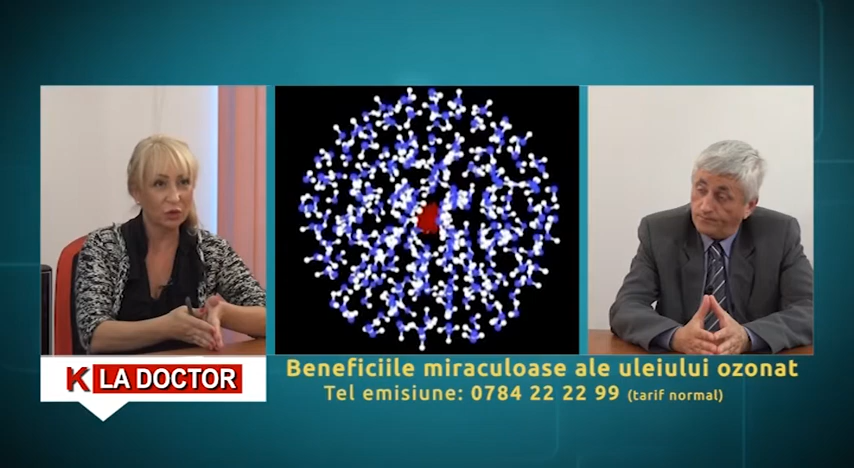 K LA DOCTOR
Beneficiile miraculoase ale uleiului ozonat
Tel emisiune: 0784 22 22 99 (tarif normal)